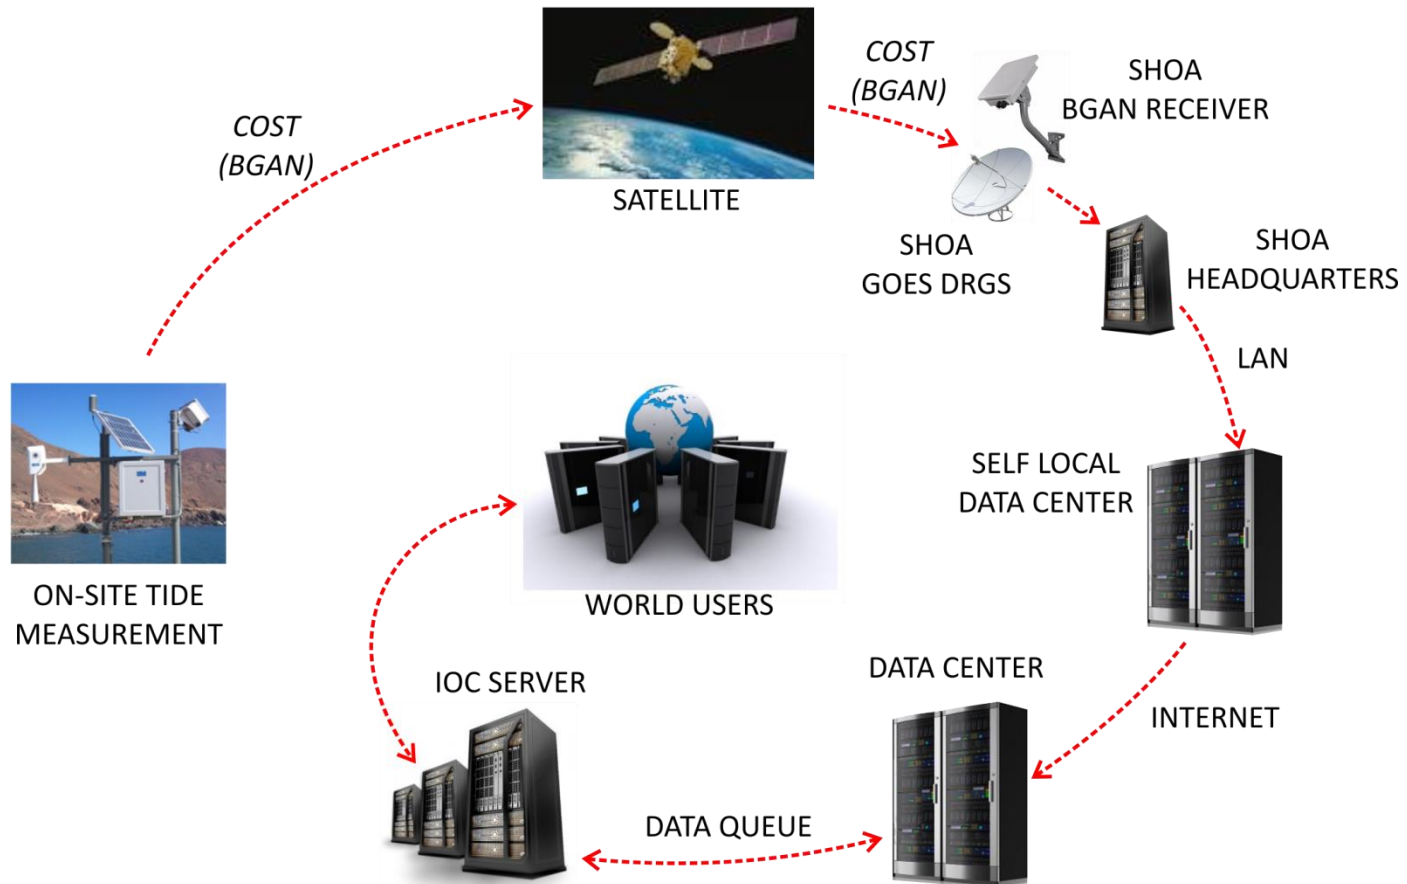 COST
(BGAN)
COST
(BGAN)
SHOA
BGAN RECEIVER
SATELLITE
SHOA
GOES DRGS
SHOA
HEADQUARTERS
LAN
SELF LOCAL
DATA CENTER
ON-SITE TIDE
MEASUREMENT
WORLD USERS
IOC SERVER
DATA CENTER
INTERNET
DATA QUEUE